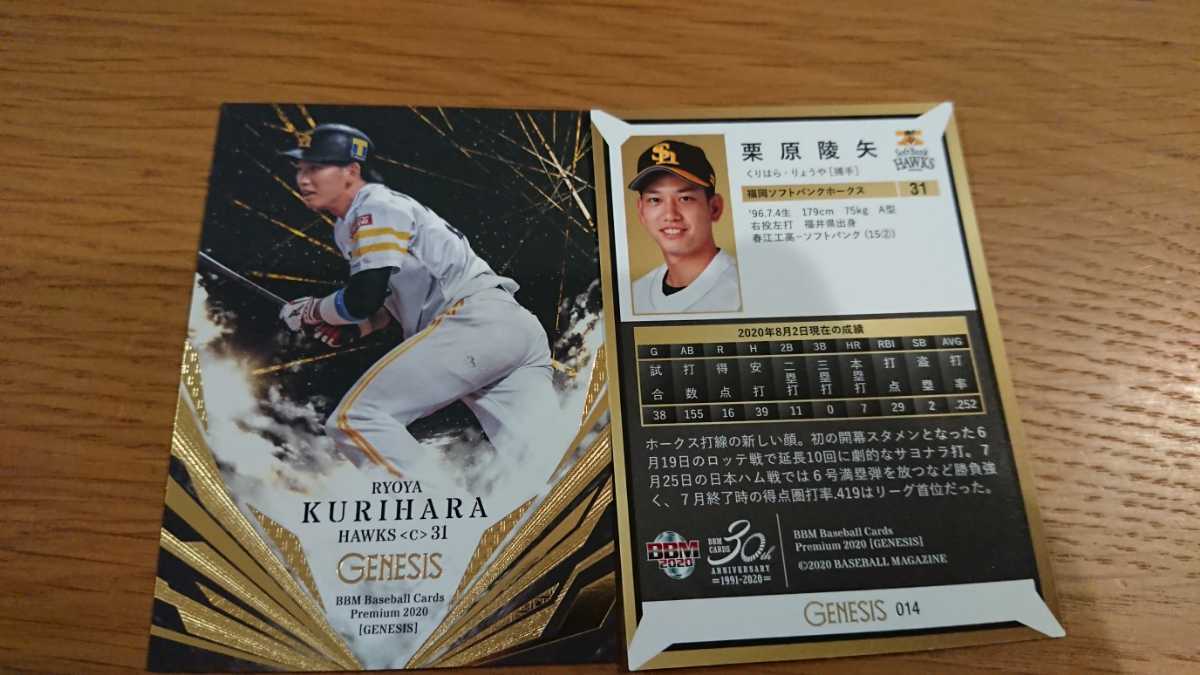 T
RYOYA
KURIHARA
HAWKS <C> 31
GENESIS
BBM Baseball Cards
Premium 2020
[GENESIS]
栗原陵矢
くりはら・りょうや [捕手]
SoftBank
HAWKS
福岡ソフトバンクホークス 31
'96.7.4生 179cm 75kg A型
右投左打 福井県出身
春江工高−ソフトバンク (15②)
2020年8月2日現在の成績
G AB R H 2B 3B HR RBI SB AVG
試合 打数 得点 安打 二塁打 三塁打 本塁打 打点 盗塁 打率
38 155 16 39 11 0 7 29 2 .252
ホークス打線の新しい顔。初の開幕スタメンとなった6
月19日のロッテ戦で延長10回に劇的なサヨナラ打。7
月25日の日本ハム戦では6号満塁弾を放つなど勝負強
く、7月終了時の得点圏打率.419はリーグ首位だった。
BBM
2020
BBM CARDS 30th
ANNIVERSARY
1991-2020
BBM Baseball Cards
Premium 2020 [GENESIS]
©2020 BASEBALL MAGAZINE
GENESIS 014